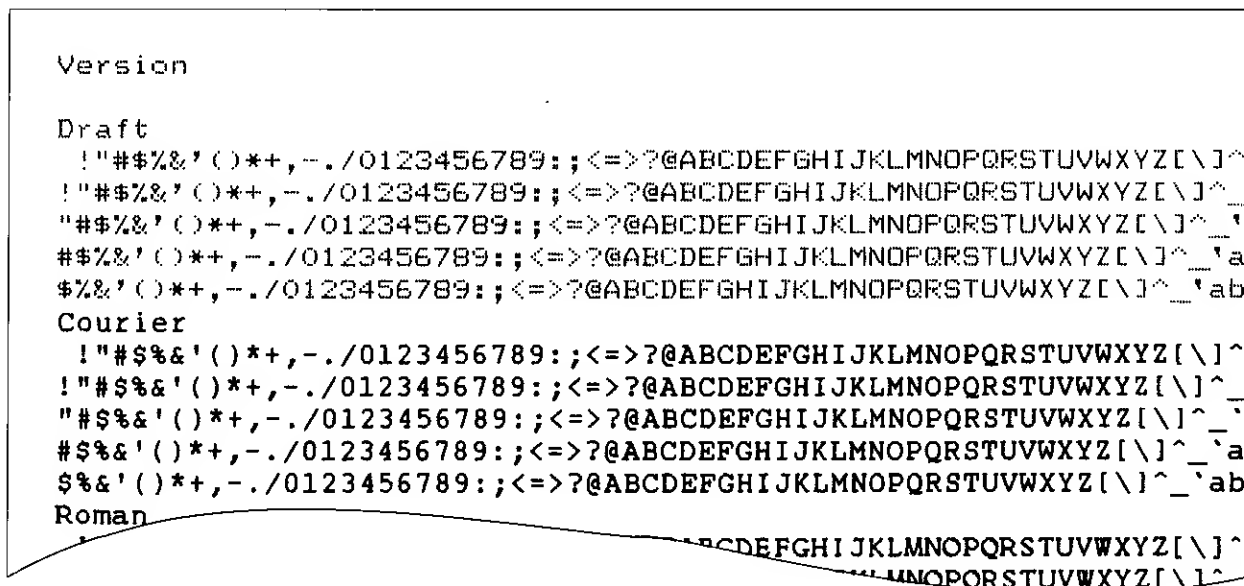 Version
Draft
 !"#$%&'()*+,-./0123456789:;<=>?@ABCDEFGHIJKLMNOPQRSTUVWXYZ[\]^
!"#$%&'()*+,-./0123456789:;<=>?@ABCDEFGHIJKLMNOPQRSTUVWXYZ[\]^_
"#$%&'()*+,-./0123456789:;<=>?@ABCDEFGHIJKLMNOPQRSTUVWXYZ[\]^_`
#$%&'()*+,-./0123456789:;<=>?@ABCDEFGHIJKLMNOPQRSTUVWXYZ[\]^_`a
$%&'()*+,-./0123456789:;<=>?@ABCDEFGHIJKLMNOPQRSTUVWXYZ[\]^_`ab
Courier
 !"#$%&'()*+,-./0123456789:;<=>?@ABCDEFGHIJKLMNOPQRSTUVWXYZ[\]^
!"#$%&'()*+,-./0123456789:;<=>?@ABCDEFGHIJKLMNOPQRSTUVWXYZ[\]^_
"#$%&'()*+,-./0123456789:;<=>?@ABCDEFGHIJKLMNOPQRSTUVWXYZ[\]^_`
#$%&'()*+,-./0123456789:;<=>?@ABCDEFGHIJKLMNOPQRSTUVWXYZ[\]^_`a
$%&'()*+,-./0123456789:;<=>?@ABCDEFGHIJKLMNOPQRSTUVWXYZ[\]^_`ab
Roman
CDEFGHIJKLMNOPQRSTUVWXYZ[\]^
MNOPQRSTUVWXYZ[\]^